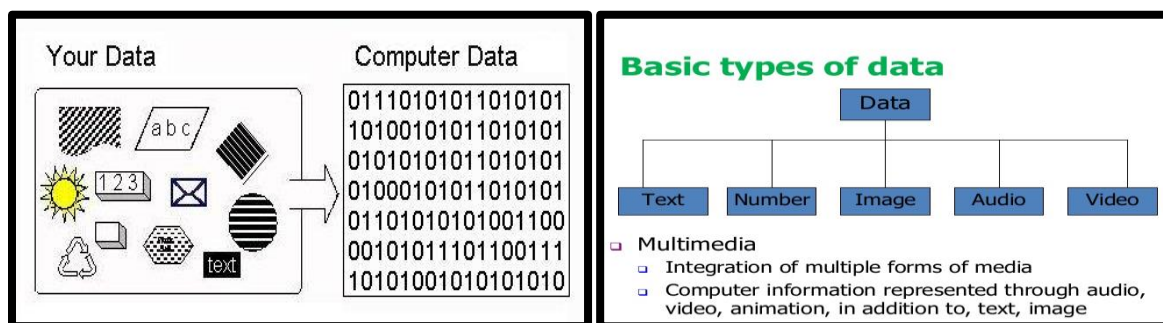 Your Data
Computer Data
abc
123
text
01110101011010101
10100101011010101
01010101011010101
01000101011010101
01101010101001100
00101011101100111
10101001010101010
Basic types of data
Data
Text Number Image Audio Video
Multimedia
Integration of multiple forms of media
Computer information represented through audio,
video, animation, in addition to, text, image